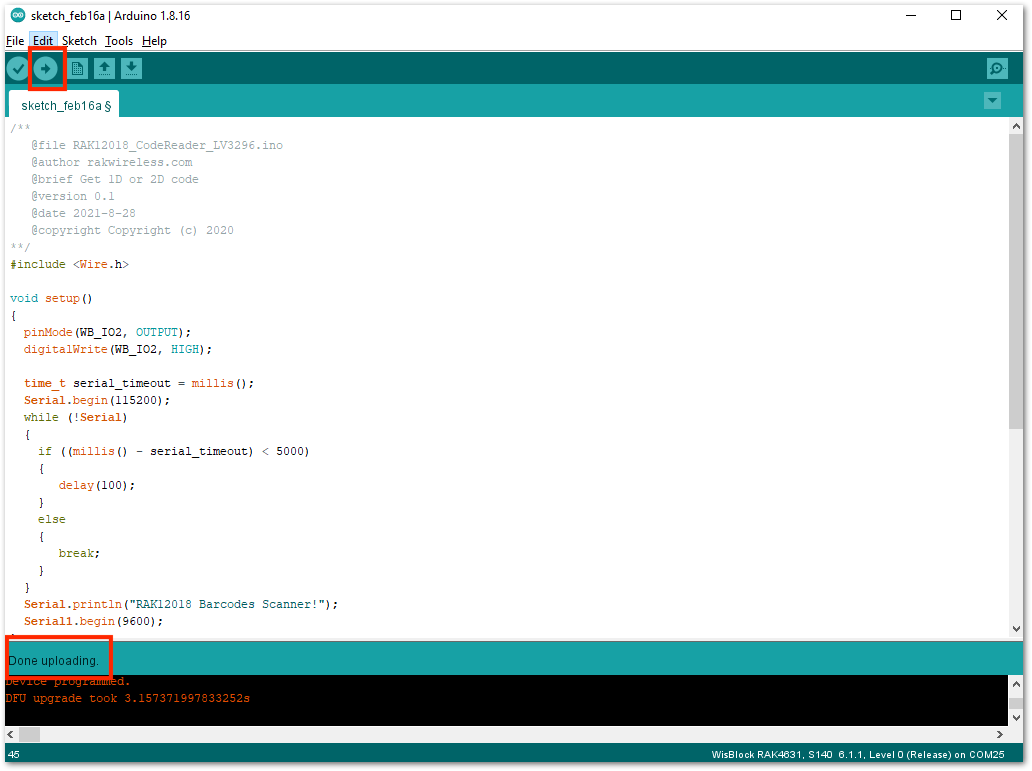 sketch_feb16a | Arduino 1.8.16
File Edit Sketch Tools Help
sketch_feb16a §
/**
   @file RAK12018_CodeReader_LV3296.ino
   @author rakwireless.com
   @brief Get 1D or 2D code
   @version 0.1
   @date 2021-8-28
   @copyright Copyright (c) 2020
**/
#include <Wire.h>
void setup()
{
  pinMode(WB_IO2, OUTPUT);
  digitalWrite(WB_IO2, HIGH);
  time_t serial_timeout = millis();
  Serial.begin(115200);
  while (!Serial)
  {
    if ((millis() - serial_timeout) < 5000)
    {
       delay(100);
    }
    else
    {
       break;
    }
  }
  Serial.println("RAK12018 Barcodes Scanner!");
  Serial1.begin(9600);
Done uploading.
Device programmed.
DFU upgrade took 3.157371997833252s
45 WisBlock RAK4631, S140 6.1.1, Level 0 (Release) on COM25